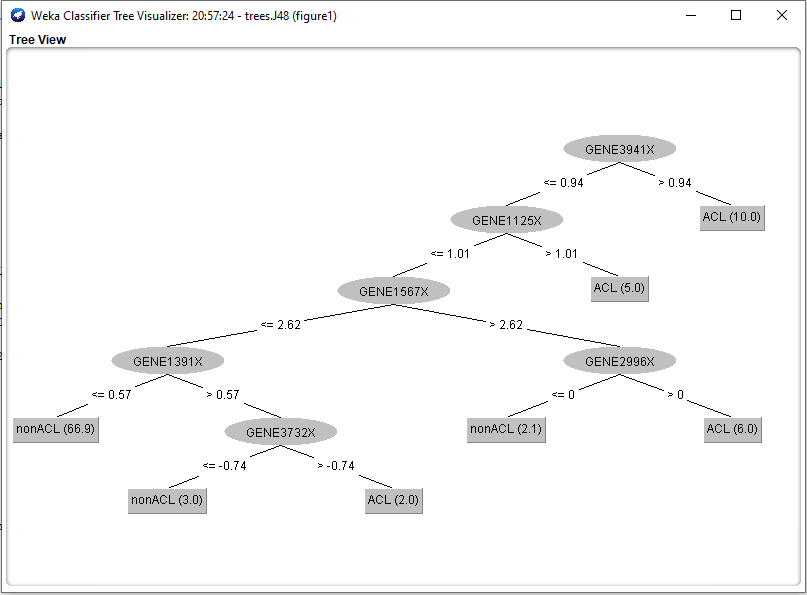 Weka Classifier Tree Visualizer: 20:57:24 - trees.J48 (figure1)
Tree View
GENE3941X
<= 0.94 > 0.94
GENE1125X ACL (10.0)
<= 1.01 > 1.01
GENE1567X ACL (5.0)
<= 2.62 > 2.62
GENE1391X GENE2996X
<= 0.57 > 0.57 <= 0 > 0
nonACL (66.9) GENE3732X nonACL (2.1) ACL (6.0)
<= -0.74 > -0.74
nonACL (3.0) ACL (2.0)